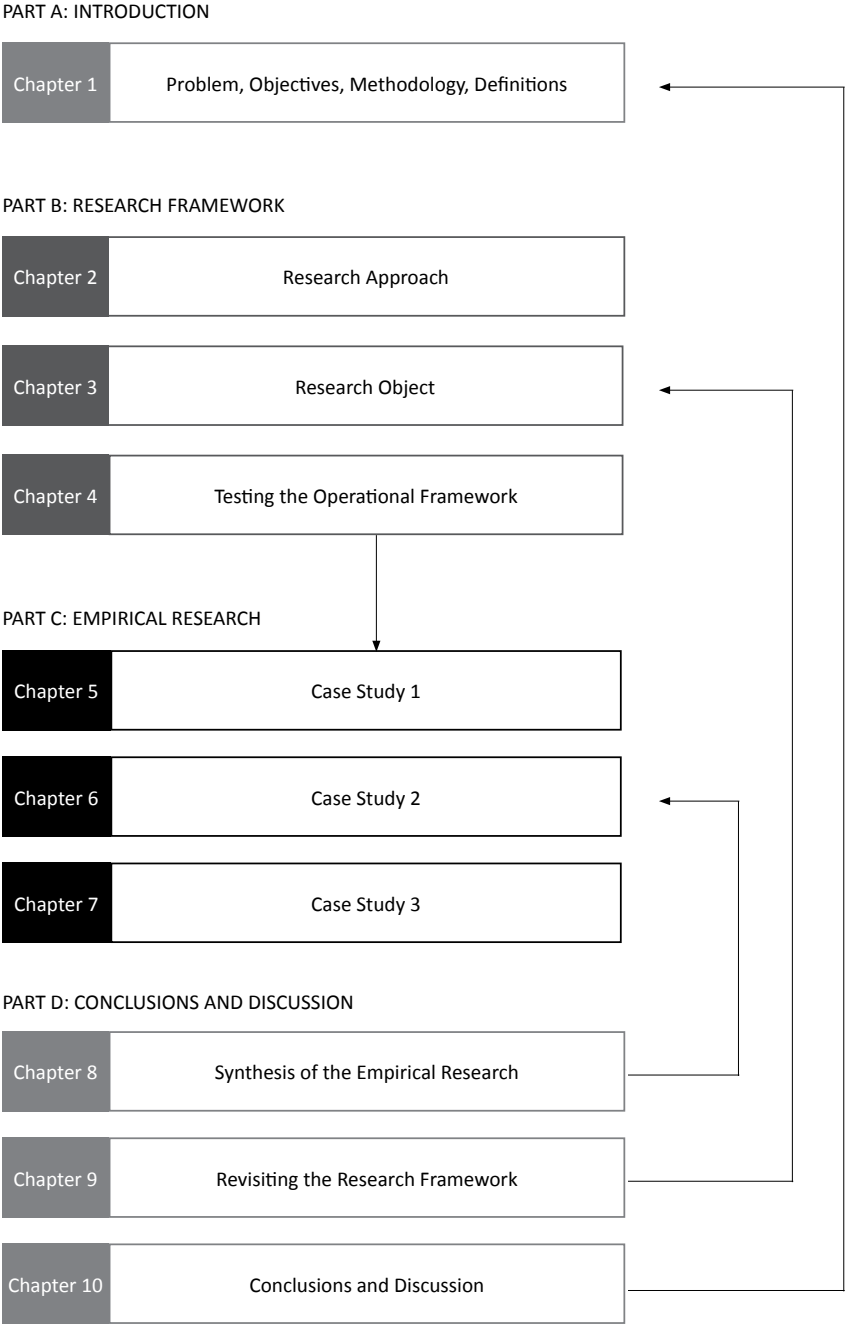 PART A: INTRODUCTION
Chapter 1 Problem, Objectives, Methodology, Definitions
PART B: RESEARCH FRAMEWORK
Chapter 2 Research Approach
Chapter 3 Research Object
Chapter 4 Testing the Operational Framework
PART C: EMPIRICAL RESEARCH
Chapter 5 Case Study 1
Chapter 6 Case Study 2
Chapter 7 Case Study 3
PART D: CONCLUSIONS AND DISCUSSION
Chapter 8 Synthesis of the Empirical Research
Chapter 9 Revisiting the Research Framework
Chapter 10 Conclusions and Discussion